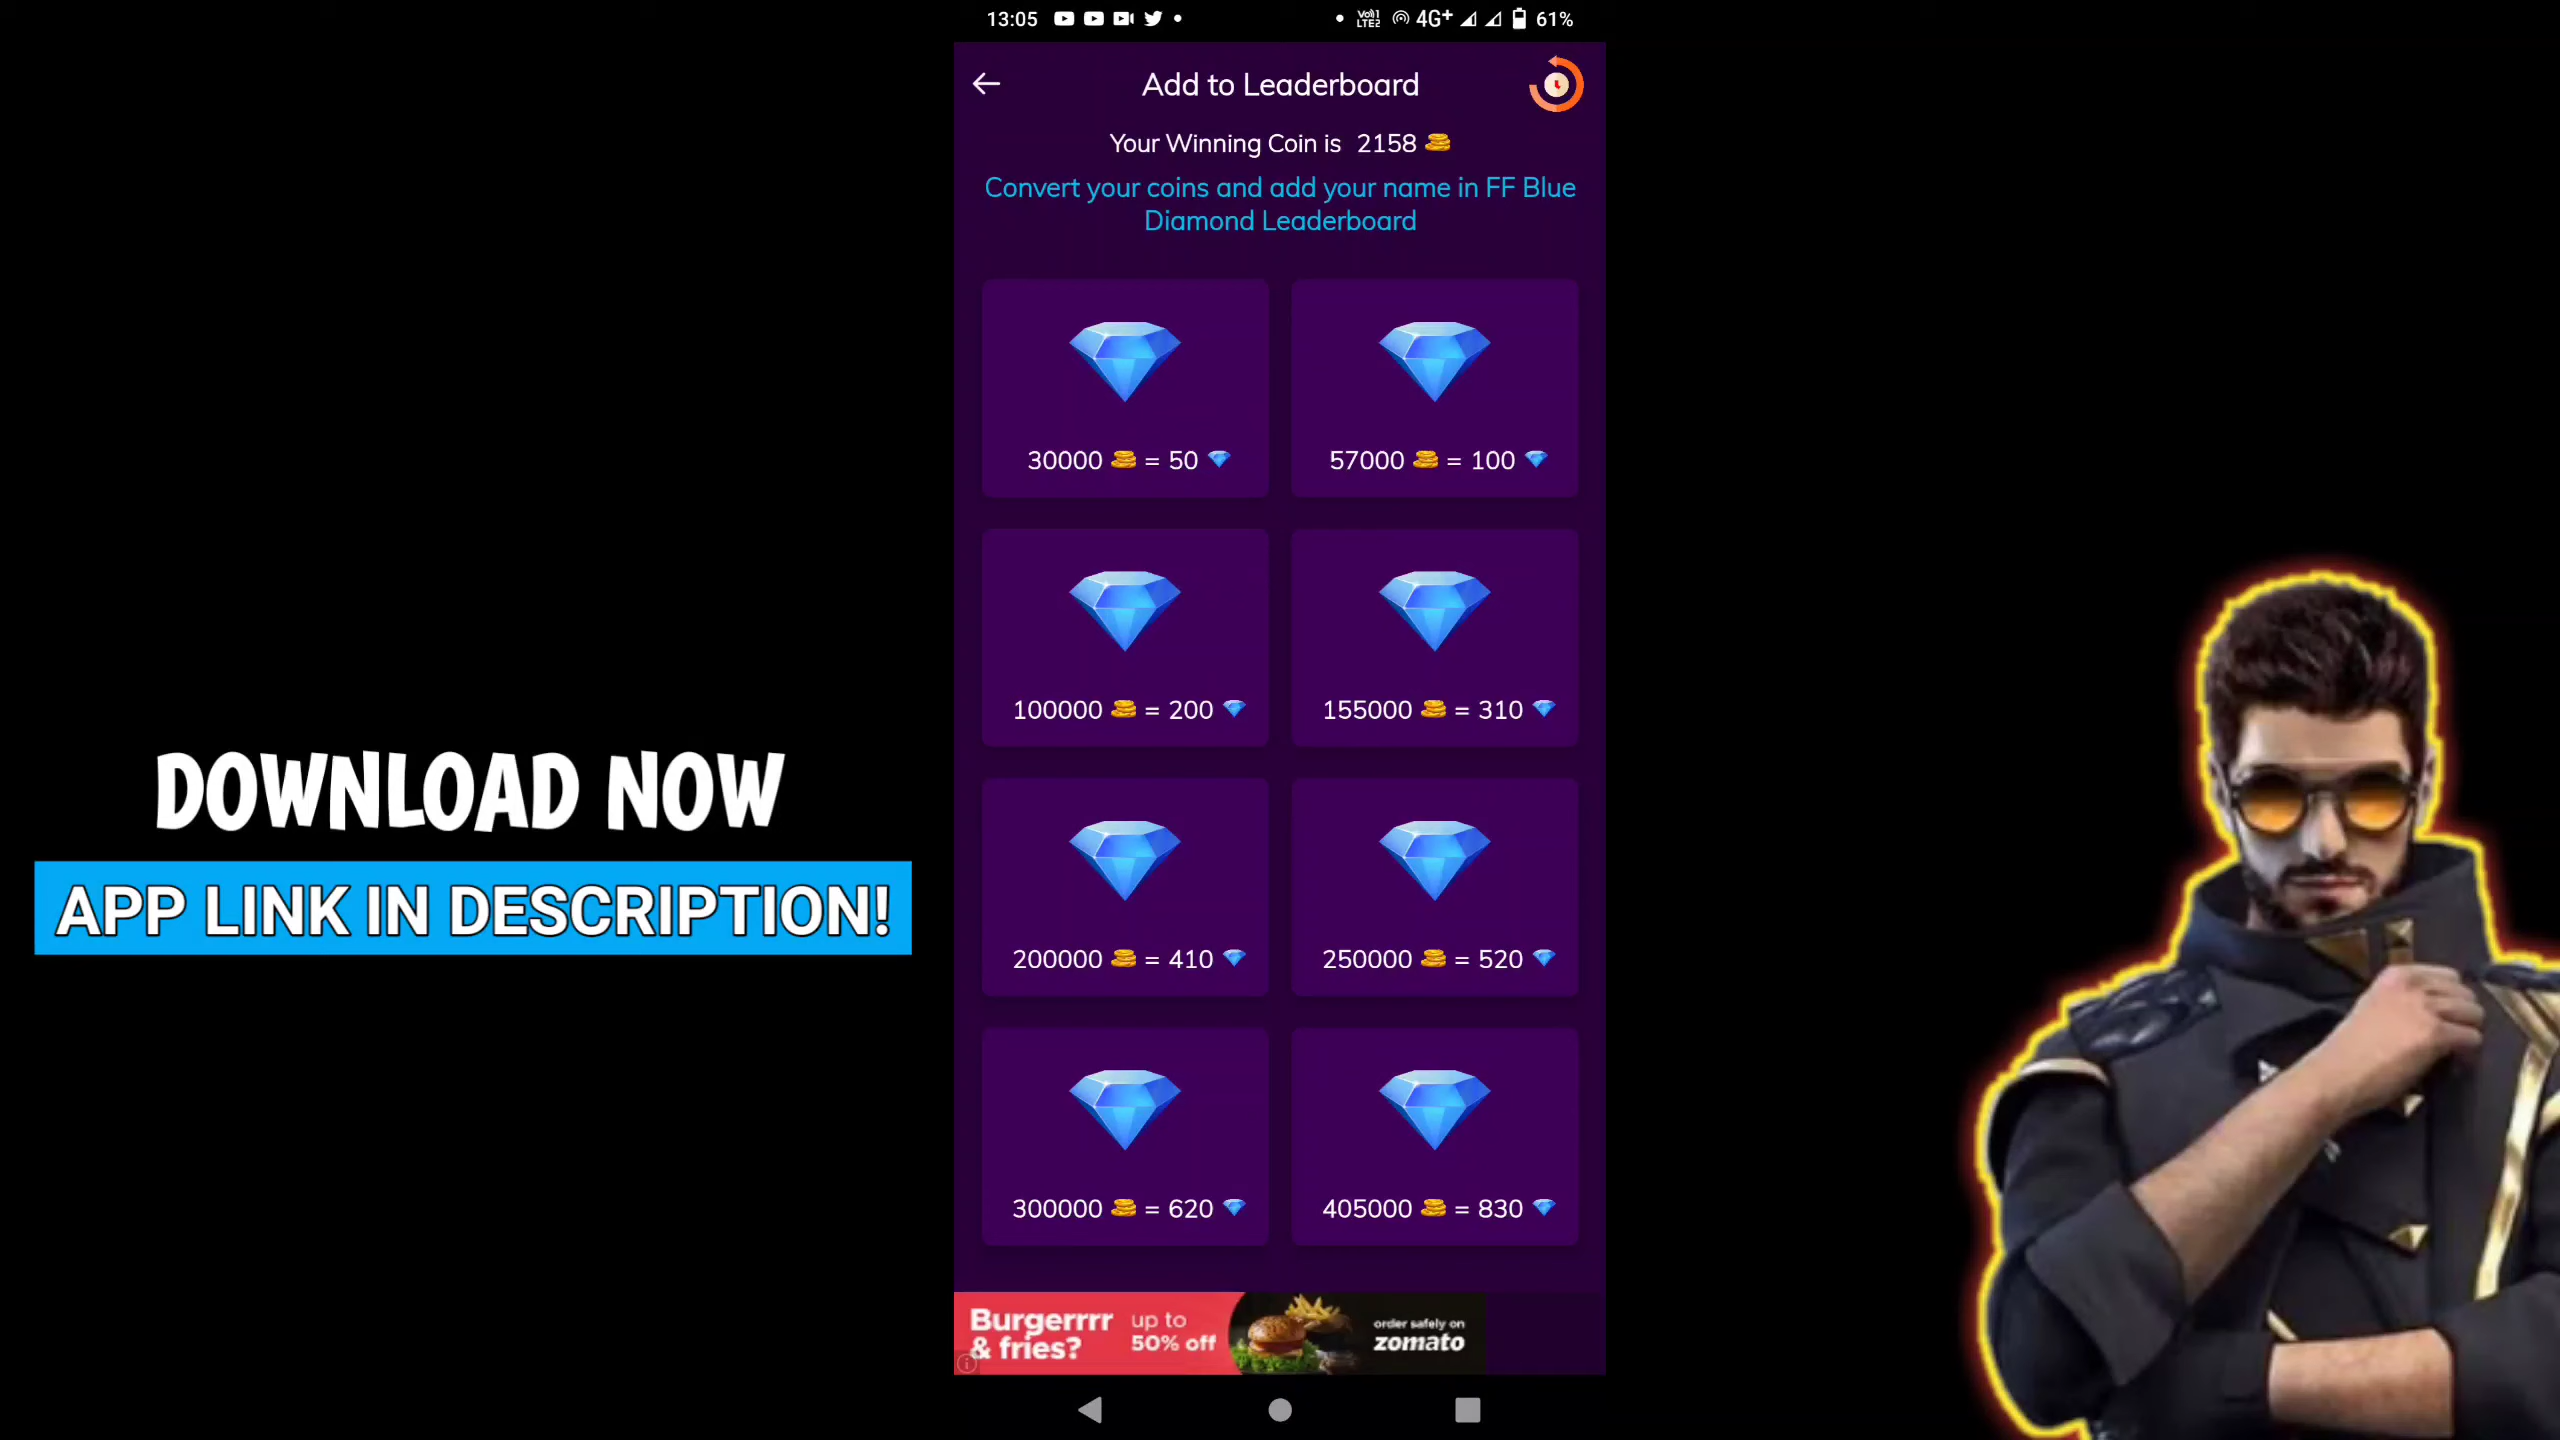 13:05
4G+ 61%
Add to Leaderboard
Your Winning Coin is 2158
Convert your coins and add your name in FF Blue
Diamond Leaderboard
30000 = 50
57000 = 100
100000 = 200
155000 = 310
200000 = 410
250000 = 520
300000 = 620
405000 = 830
DOWNLOAD NOW
APP LINK IN DESCRIPTION!
Burgerrrr
& fries?
up to
50% off
order safely on
zomato